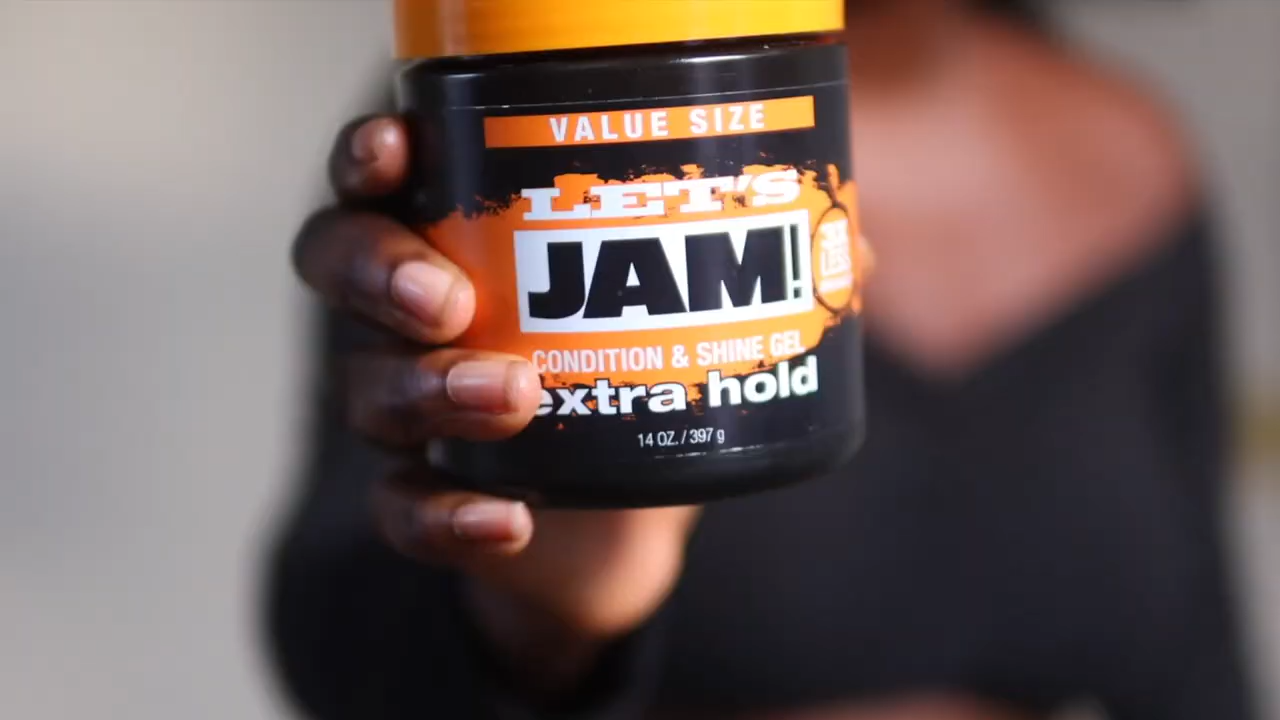 VALUE SIZE
LET'S
JAM!
CONDITION & SHINE GEL
extra hold
14 OZ. / 397 g